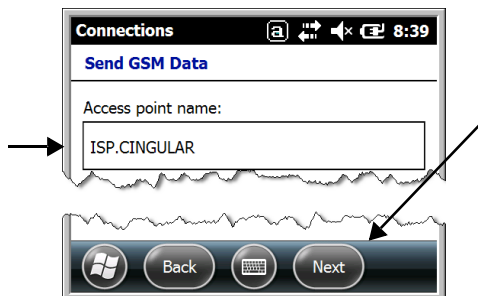 Connections a 8:39
Send GSM Data
Access point name:
ISP.CINGULAR
Back Next